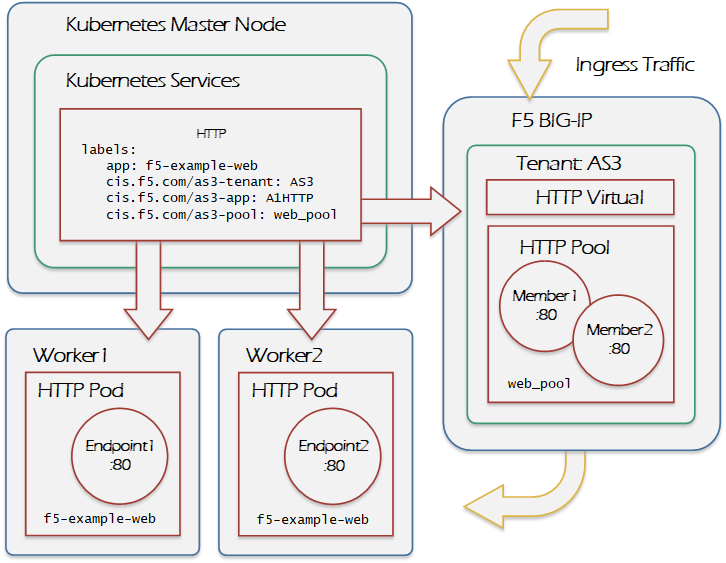 Kubernetes Master Node
Kubernetes Services
HTTP
labels:
app: f5-example-web
cis.f5.com/as3-tenant: AS3
cis.f5.com/as3-app: A1HTTP
cis.f5.com/as3-pool: web_pool
Ingress Traffic
F5 BIG-IP
Tenant: AS3
HTTP Virtual
HTTP Pool
Member1
:80
Member2
:80
web_pool
Worker1
HTTP Pod
Endpoint1
:80
f5-example-web
Worker2
HTTP Pod
Endpoint2
:80
f5-example-web